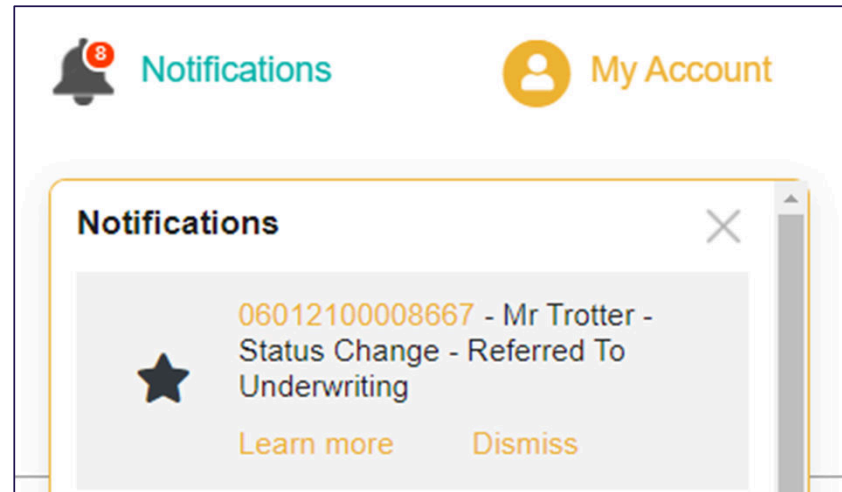 8
Notifications
My Account
Notifications
06012100008667 - Mr Trotter -
Status Change - Referred To
Underwriting
Learn more
Dismiss